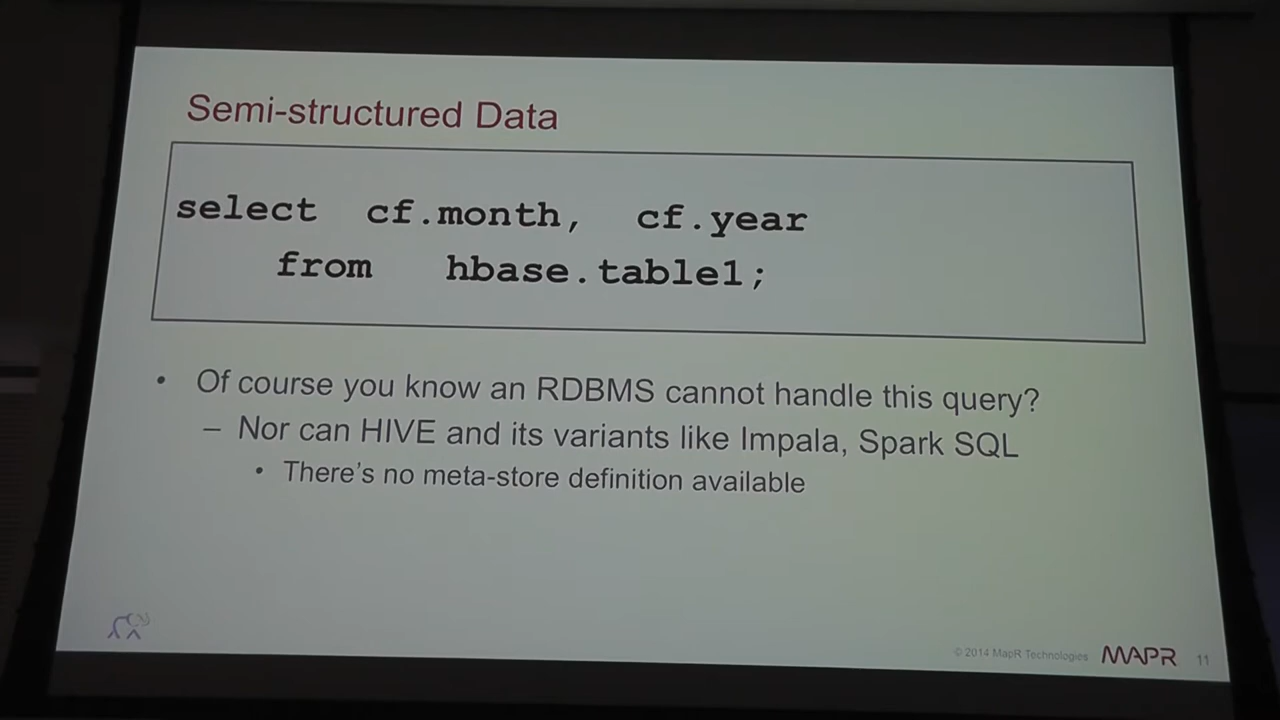 Semi-structured Data
select cf.month, cf.year
from hbase.table1;
• Of course you know an RDBMS cannot handle this query?
– Nor can HIVE and its variants like Impala, Spark SQL
• There's no meta-store definition available
© 2014 MapR Technologies MAPR 11